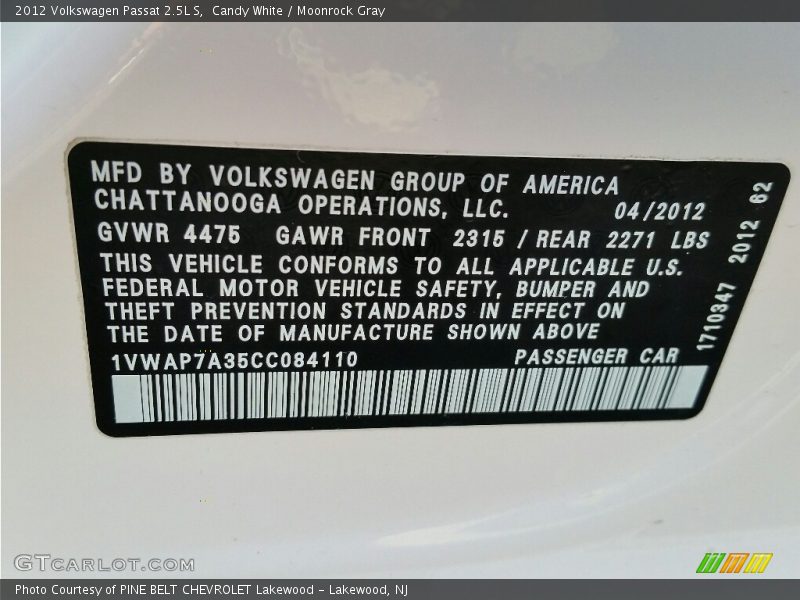 2012 Volkswagen Passat 2.5L S,  Candy White / Moonrock Gray
MFD BY VOLKSWAGEN GROUP OF AMERICA
CHATTANOOGA OPERATIONS, LLC. 04/2012
GVWR 4475 GAWR FRONT 2315 / REAR 2271 LBS
THIS VEHICLE CONFORMS TO ALL APPLICABLE U.S.
FEDERAL MOTOR VEHICLE SAFETY, BUMPER AND
THEFT PREVENTION STANDARDS IN EFFECT ON
THE DATE OF MANUFACTURE SHOWN ABOVE
1VWAP7A35CC084110 PASSENGER CAR
1710347 2012 62
GTCARLOT.COM
Photo Courtesy of PINE BELT CHEVROLET Lakewood - Lakewood, NJ